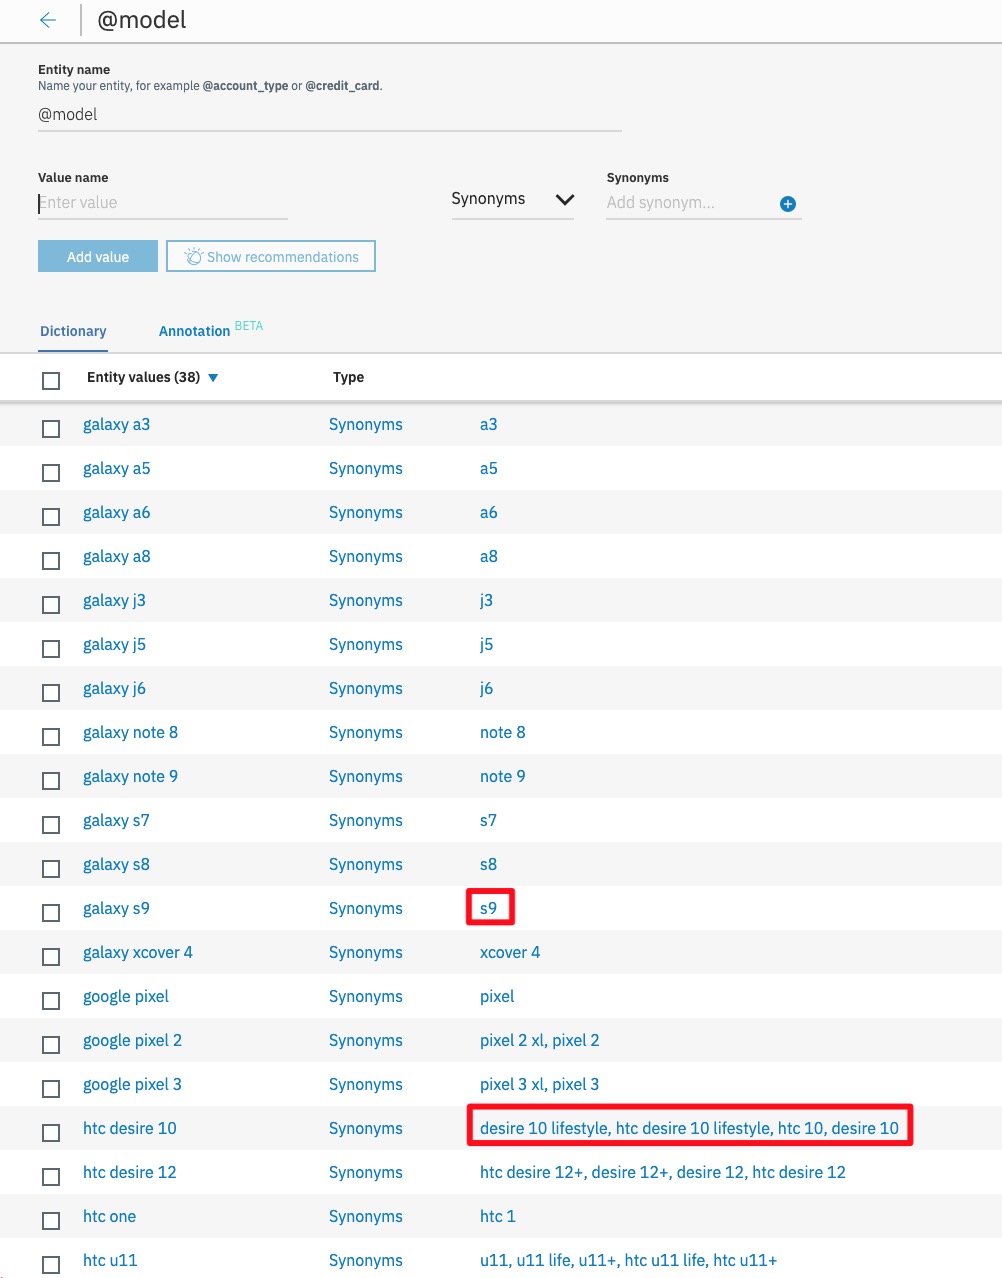 @model
Entity name
Name your entity, for example @account_type or @credit_card.
@model
Value name Synonyms
Enter value Synonyms Add synonym...
Add value Show recommendations
Dictionary Annotation BETA
Entity values (38) Type
galaxy a3 Synonyms a3
galaxy a5 Synonyms a5
galaxy a6 Synonyms a6
galaxy a8 Synonyms a8
galaxy j3 Synonyms j3
galaxy j5 Synonyms j5
galaxy j6 Synonyms j6
galaxy note 8 Synonyms note 8
galaxy note 9 Synonyms note 9
galaxy s7 Synonyms s7
galaxy s8 Synonyms s8
galaxy s9 Synonyms s9
galaxy xcover 4 Synonyms xcover 4
google pixel Synonyms pixel
google pixel 2 Synonyms pixel 2 xl, pixel 2
google pixel 3 Synonyms pixel 3 xl, pixel 3
htc desire 10 Synonyms desire 10 lifestyle, htc desire 10 lifestyle, htc 10, desire 10
htc desire 12 Synonyms htc desire 12+, desire 12+, desire 12, htc desire 12
htc one Synonyms htc 1
htc u11 Synonyms u11, u11 life, u11+, htc u11 life, htc u11+